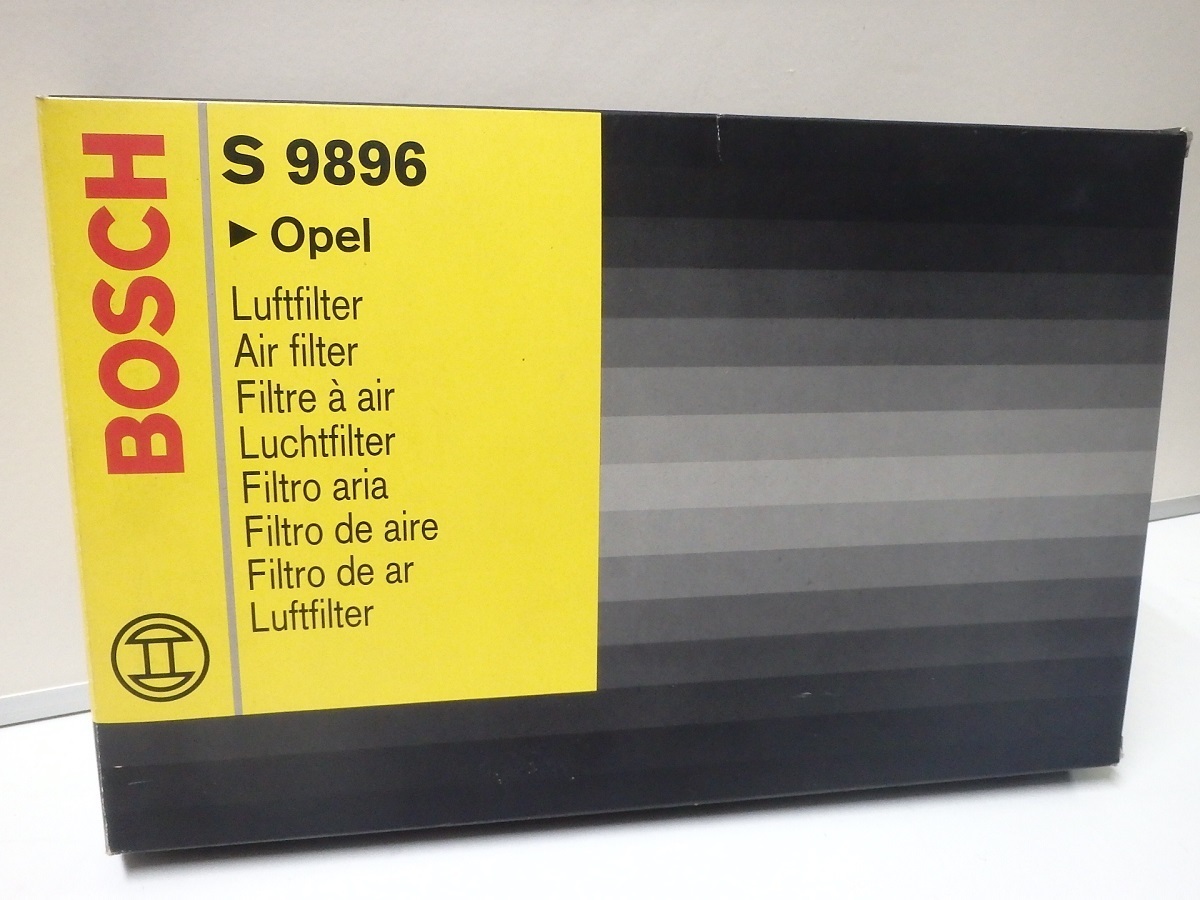 BOSCH
S 9896
► Opel
Luftfilter
Air filter
Filtre à air
Luchtfilter
Filtro aria
Filtro de aire
Filtro de ar
Luftfilter